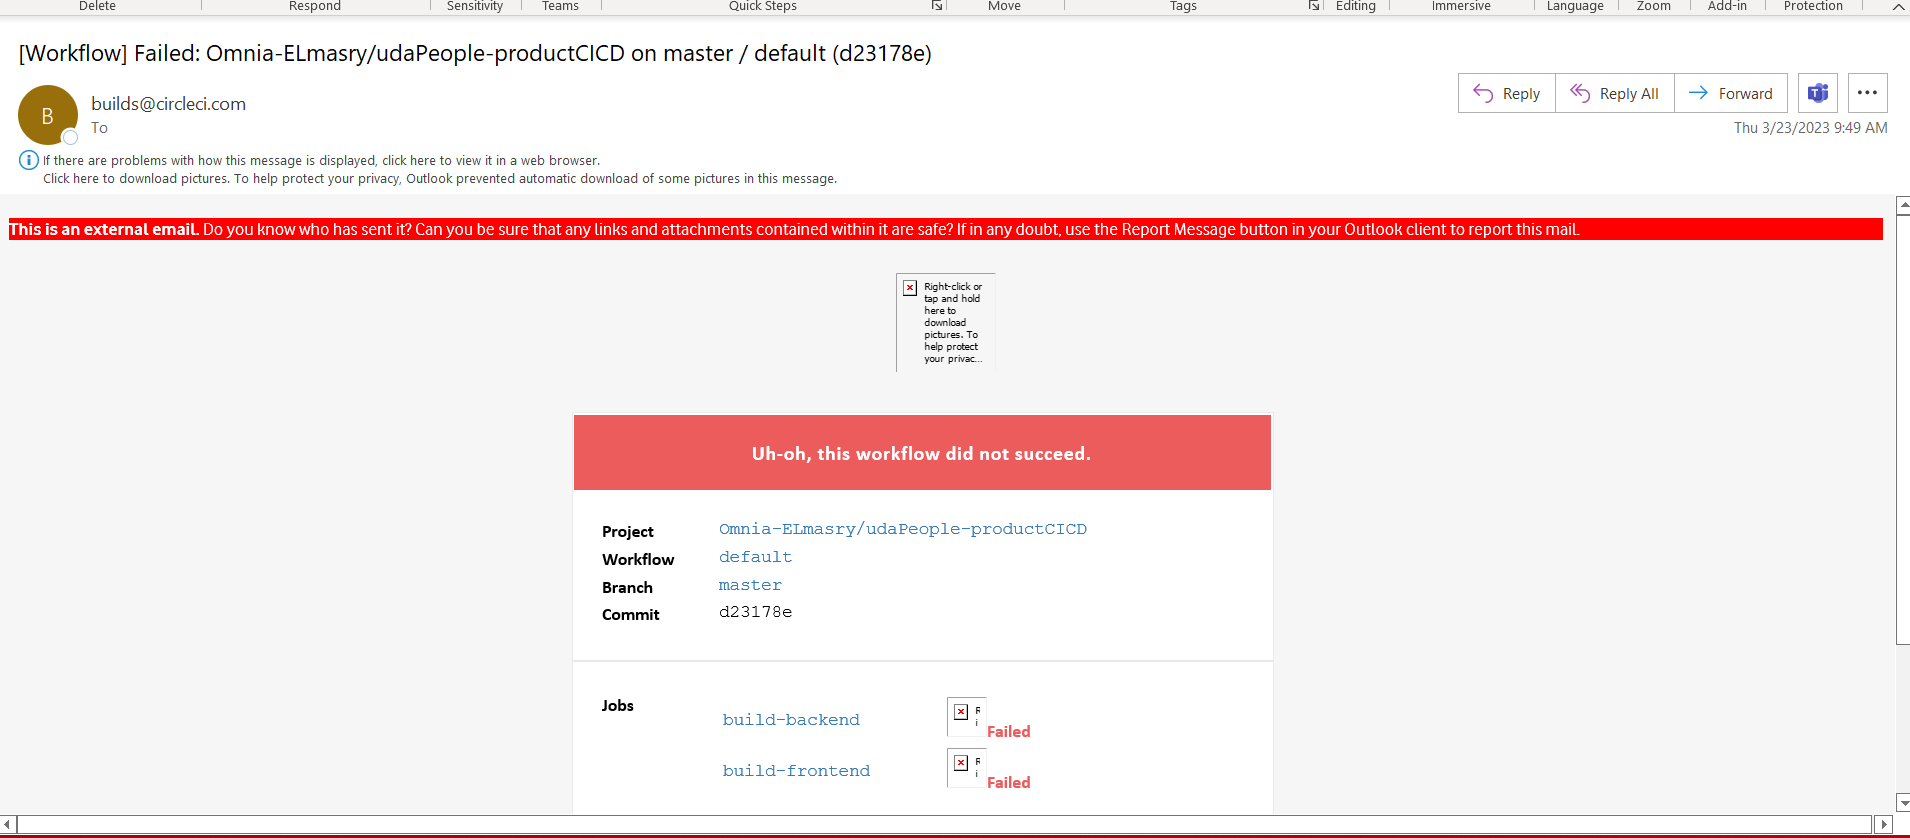 Delete Respond Sensitivity Teams Quick Steps Move Tags Editing Immersive Language Zoom Add-in Protection
[Workflow] Failed: Omnia-ELmasry/udaPeople-productCICD on master / default (d23178e)
B
builds@circleci.com
To
Reply Reply All Forward
Thu 3/23/2023 9:49 AM
If there are problems with how this message is displayed, click here to view it in a web browser.
Click here to download pictures. To help protect your privacy, Outlook prevented automatic download of some pictures in this message.
This is an external email. Do you know who has sent it? Can you be sure that any links and attachments contained within it are safe? If in any doubt, use the Report Message button in your Outlook client to report this mail.
Right-click or
tap and hold
here to
download
pictures. To
help protect
your privac...
Uh-oh, this workflow did not succeed.
Project Omnia-ELmasry/udaPeople-productCICD
Workflow default
Branch master
Commit d23178e
Jobs
build-backend Failed
build-frontend Failed